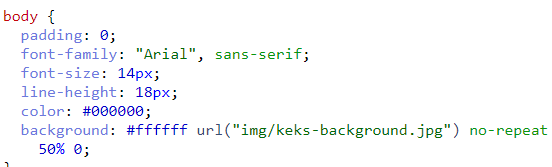 body {
  padding: 0;
  font-family: "Arial", sans-serif;
  font-size: 14px;
  line-height: 18px;
  color: #000000;
  background: #ffffff url("img/keks-background.jpg") no-repeat
    50% 0;
}